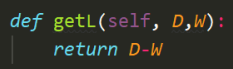 def getL(self, D,W):
    return D-W